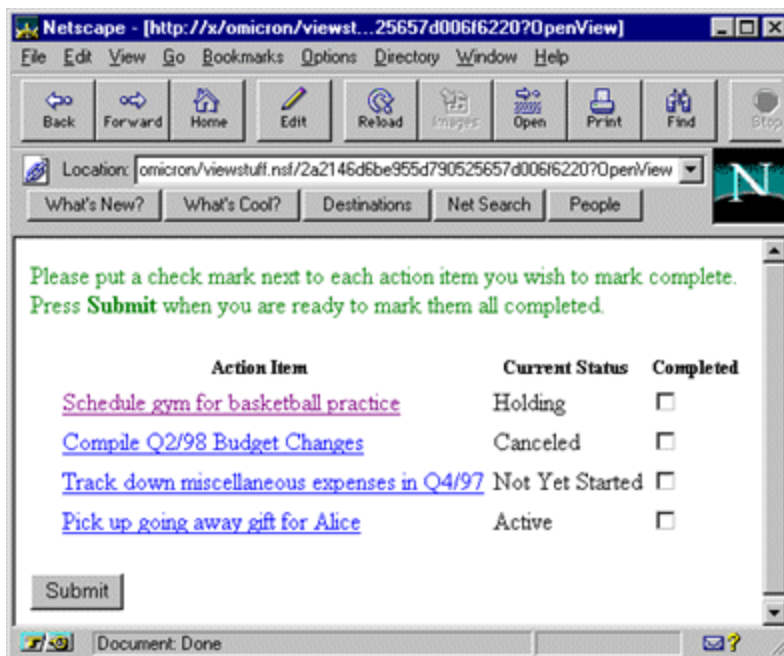 Netscape - [http://x/omicron/viewst...25657d006f6220?OpenView]
File Edit View Go Bookmarks Options Directory Window Help
Back Forward Home Edit Reload Images Open Print Find Stop
Location: omicron/viewstuff.nsf/2a2146d6be955d790525657d006f6220?OpenView
N
What's New? What's Cool? Destinations Net Search People
Please put a check mark next to each action item you wish to mark complete.
Press Submit when you are ready to mark them all completed.
Action Item Current Status Completed
Schedule gym for basketball practice Holding
Compile Q2/98 Budget Changes Canceled
Track down miscellaneous expenses in Q4/97 Not Yet Started
Pick up going away gift for Alice Active
Submit
Document: Done ?